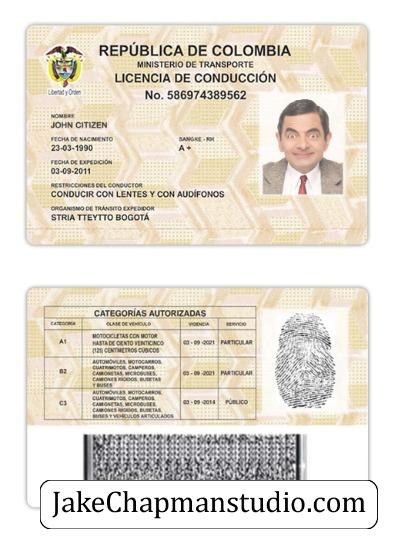 REPÚBLICA DE COLOMBIA
MINISTERIO DE TRANSPORTE
LICENCIA DE CONDUCCIÓN
No. 586974389562
Libertad y Orden
NOMBRE
JOHN CITIZEN
FECHA DE NACIMIENTO SANGRE - RH
23-03-1990 A +
FECHA DE EXPEDICIÓN
03-09-2011
RESTRICCIONES DEL CONDUCTOR
CONDUCIR CON LENTES Y CON AUDÍFONOS
ORGANISMO DE TRÁNSITO EXPEDIDOR
STRIA TTEYTTO BOGOTÁ
CATEGORÍAS AUTORIZADAS
CATEGORÍA CLASE DE VEHÍCULO VIGENCIA SERVICIO
A1
MOTOCICLETAS CON MOTOR
HASTA DE CIENTO VEINTICINCO
(125) CENTÍMETROS CÚBICOS
03 - 09 -2021 PARTICULAR
B2
AUTOMÓVILES, MOTOCARROS,
CUATRIMOTOS, CAMPEROS,
CAMIONETAS, MICROBUSES,
CAMIONES RÍGIDOS, BUSETAS
Y BUSES
03 - 09 -2021 PARTICULAR
C3
AUTOMÓVILES, MOTOCARROS,
CUATRIMOTOS, CAMPEROS,
CAMIONETAS, MICROBUSES,
CAMIONES RÍGIDOS, BUSETAS,
BUSES Y VEHÍCULOS ARTICULADOS
03 - 09 -2014 PÚBLICO
JakeChapmanstudio.com